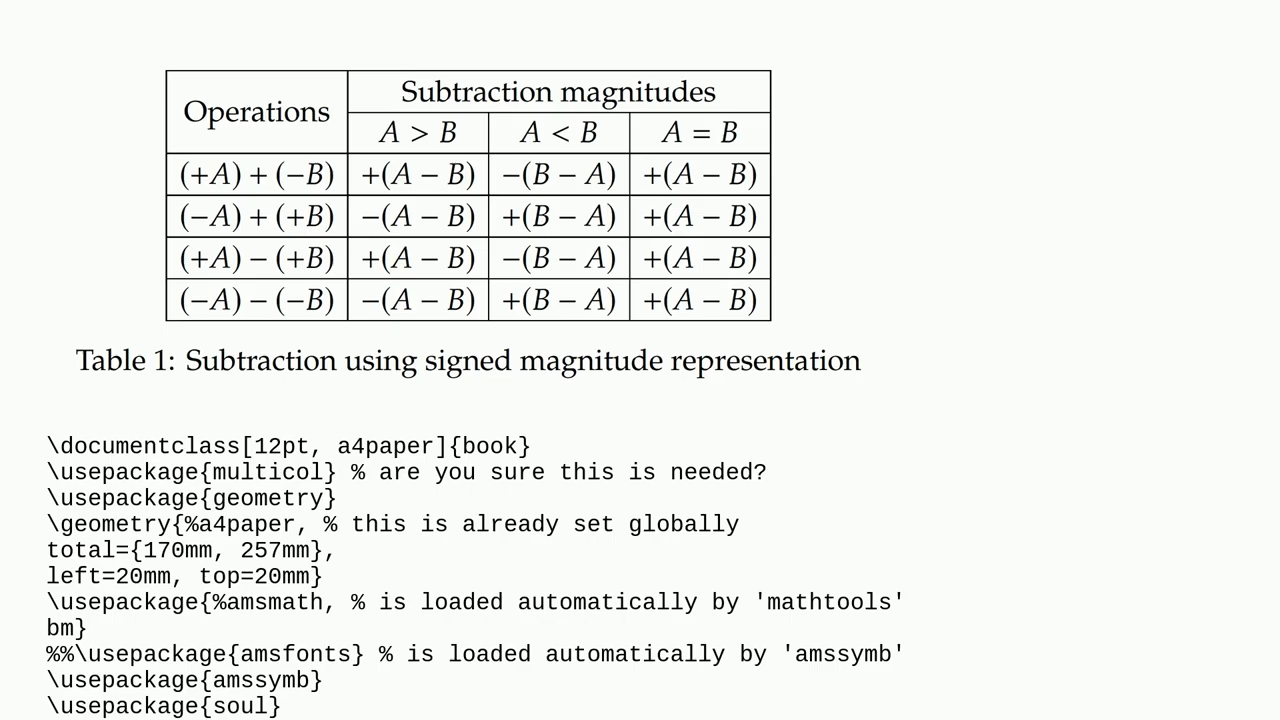 Operations Subtraction magnitudes
A > B A < B A = B
(+A) + (−B) +(A − B) −(B − A) +(A − B)
(−A) + (+B) −(A − B) +(B − A) +(A − B)
(+A) − (+B) +(A − B) −(B − A) +(A − B)
(−A) − (−B) −(A − B) +(B − A) +(A − B)
Table 1: Subtraction using signed magnitude representation
\documentclass[12pt, a4paper]{book}
\usepackage{multicol} % are you sure this is needed?
\usepackage{geometry}
\geometry{%a4paper, % this is already set globally
total={170mm, 257mm},
left=20mm, top=20mm}
\usepackage{%amsmath, % is loaded automatically by 'mathtools'
bm}
%%\usepackage{amsfonts} % is loaded automatically by 'amssymb'
\usepackage{amssymb}
\usepackage{soul}